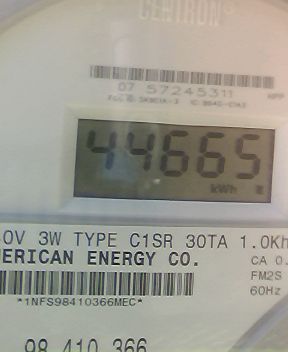 CENTRON®
07 57245311
44665
kWh
0V 3W TYPE C1SR 30TA 1.0Kh
ERICAN ENERGY CO.
CA 0.
FM2S
60Hz
*1NFS98410366MEC*
98 410 366